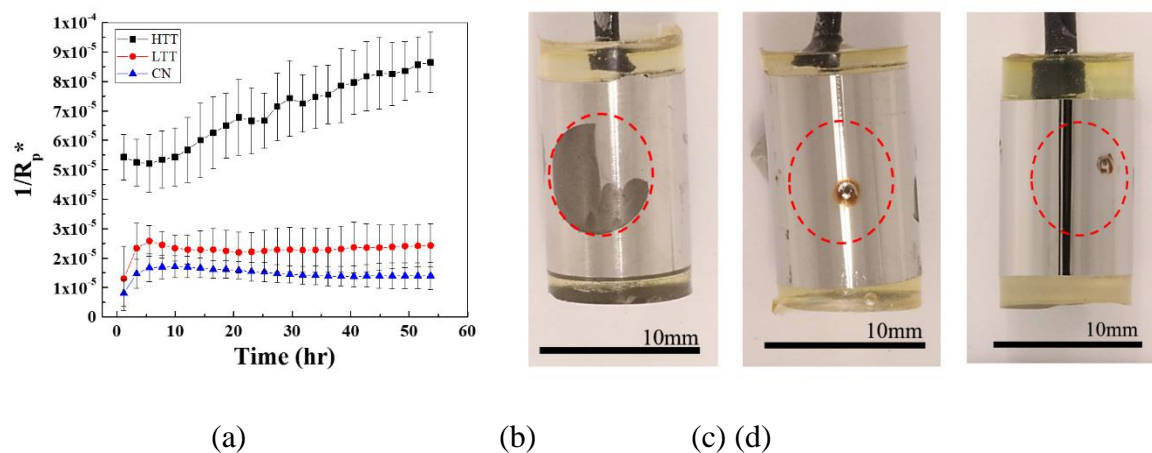 1x10⁻⁴
9x10⁻⁵
8x10⁻⁵
7x10⁻⁵
6x10⁻⁵
5x10⁻⁵
4x10⁻⁵
3x10⁻⁵
2x10⁻⁵
1x10⁻⁵
0
1/Rp*
HTT
LTT
CN
0 10 20 30 40 50 60
Time (hr)
10mm
10mm
10mm
(a) (b) (c) (d)